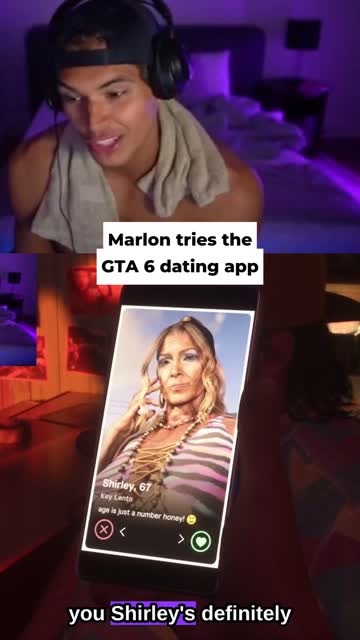 Marlon tries the
GTA 6 dating app
Shirley, 67
Key Lento
age is just a number honey! 😀
you Shirley's definitely